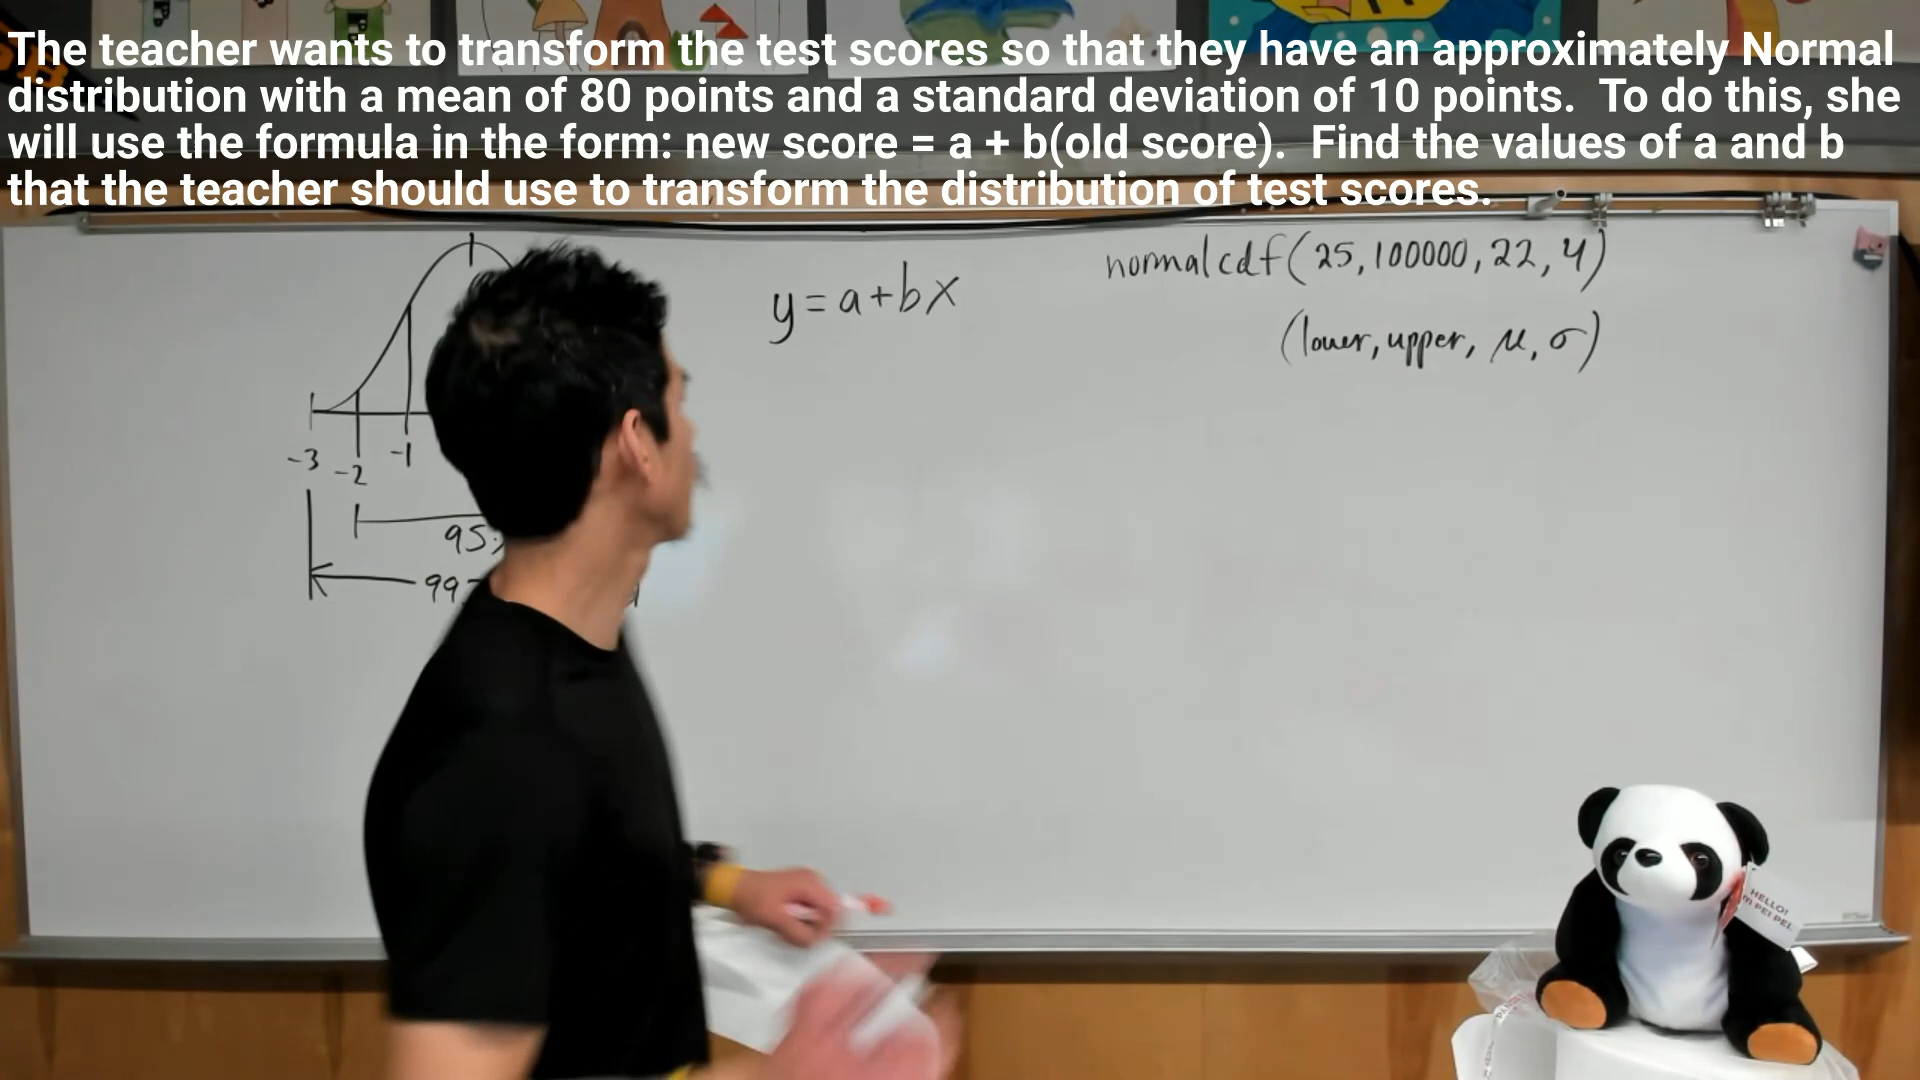 The teacher wants to transform the test scores so that they have an approximately Normal
distribution with a mean of 80 points and a standard deviation of 10 points. To do this, she
will use the formula in the form: new score = a + b(old score). Find the values of a and b
that the teacher should use to transform the distribution of test scores.
normalcdf(25,100000,22,4)
y=a+bx
(lower,upper, μ,σ)
-3 -2 -1
95
99
HELLO!
PEI PEI